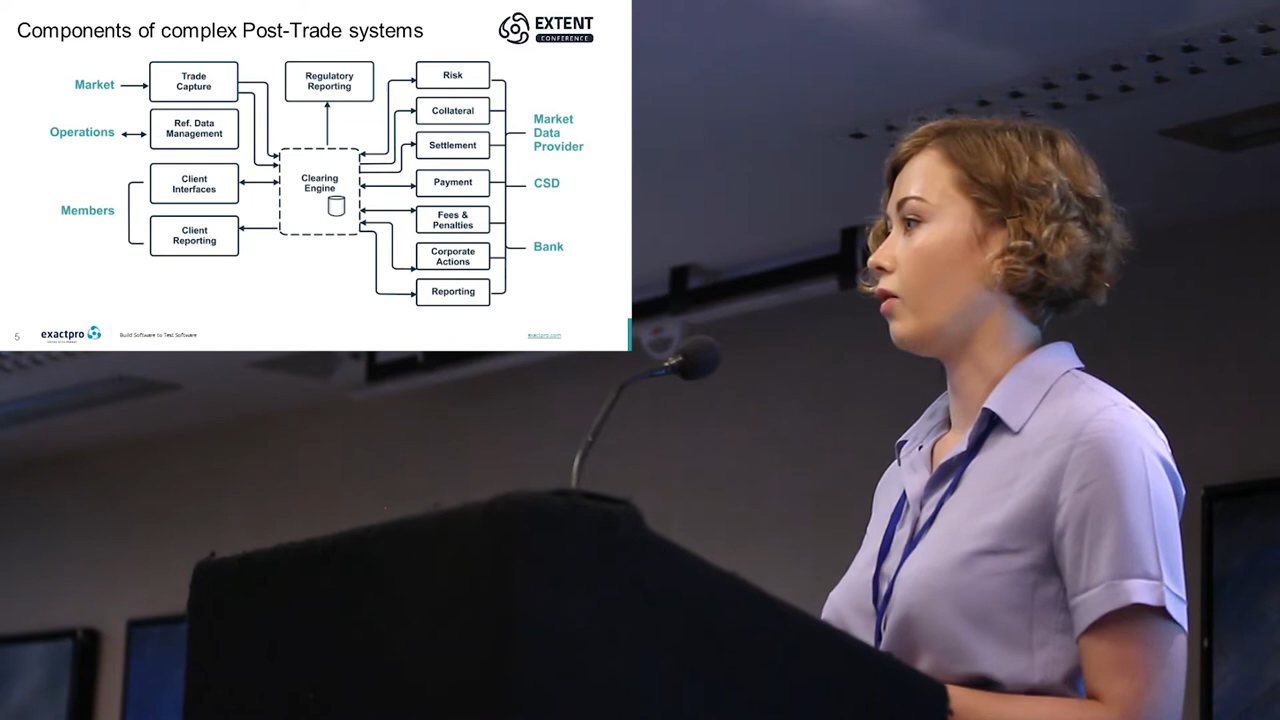 Components of complex Post-Trade systems
EXTENT
CONFERENCE
Market
Trade
Capture
Operations
Ref. Data
Management
Members
Client
Interfaces
Client
Reporting
Regulatory
Reporting
Clearing
Engine
Risk
Collateral
Settlement
Payment
Fees &
Penalties
Corporate
Actions
Reporting
Market
Data
Provider
CSD
Bank
5
exactpro
Build Software to Test Software
exactpro.com